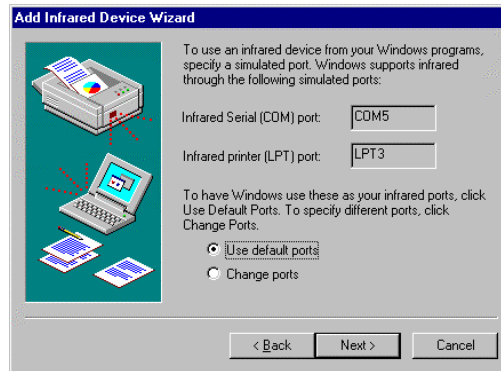 Add Infrared Device Wizard
To use an infrared device from your Windows programs,
specify a simulated port. Windows supports infrared
through the following simulated ports:
Infrared Serial (COM) port: COM5
Infrared printer (LPT) port: LPT3
To have Windows use these as your infrared ports, click
Use Default Ports. To specify different ports, click
Change Ports.
Use default ports
Change ports
< Back Next > Cancel